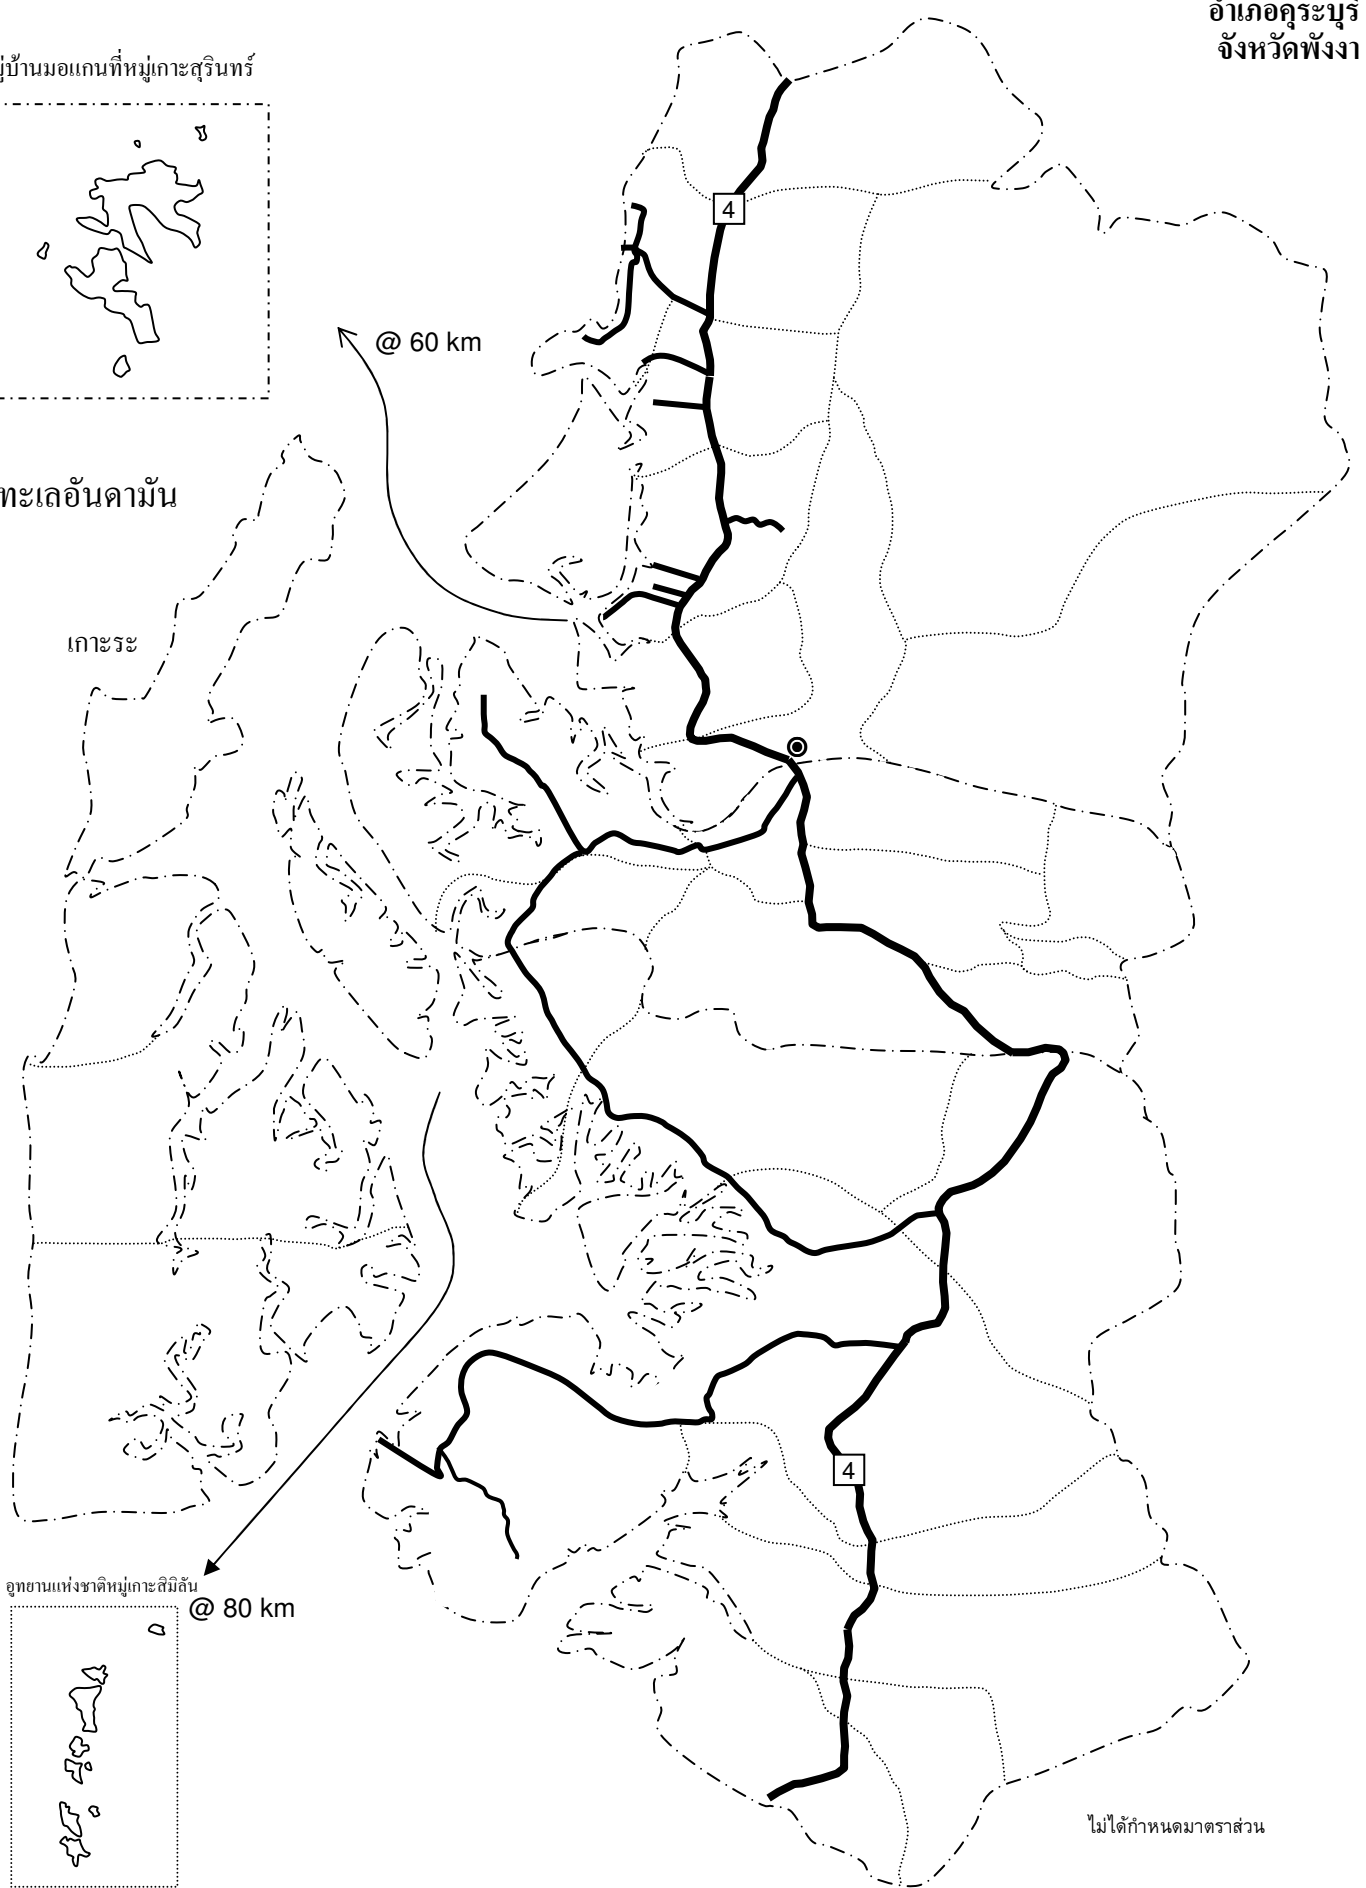 อำเภอคุระบุรี
จังหวัดพังงา
บ้านมอแกนที่หมู่เกาะสุรินทร์
4
@ 60 km
ทะเลอันดามัน
เกาะระ
4
อุทยานแห่งชาติหมู่เกาะสิมิลัน
@ 80 km
ไม่ได้กำหนดมาตราส่วน